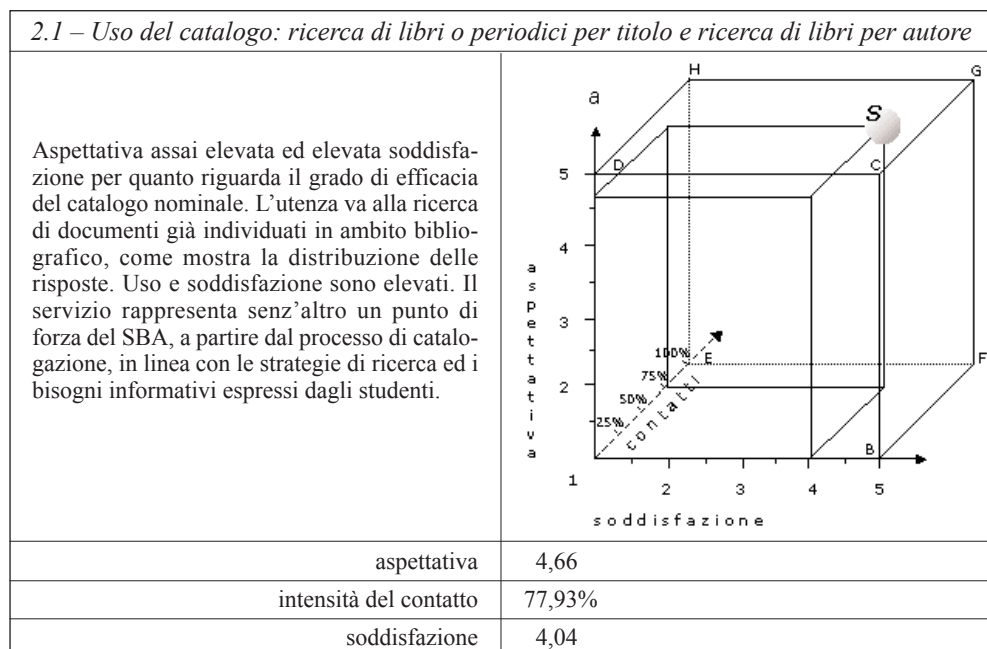 2.1 – Uso del catalogo: ricerca di libri o periodici per titolo e ricerca di libri per autore
Aspettativa assai elevata ed elevata soddisfa-
zione per quanto riguarda il grado di efficacia
del catalogo nominale. L’utenza va alla ricerca
di documenti già individuati in ambito biblio-
grafico, come mostra la distribuzione delle
risposte. Uso e soddisfazione sono elevati. Il
servizio rappresenta senz’altro un punto di
forza del SBA, a partire dal processo di catalo-
gazione, in linea con le strategie di ricerca ed i
bisogni informativi espressi dagli studenti.
H
G
a
S
D
C
5
4
3
2
1
aspettativa
100%
E
F
75%
50%
25%
contatti
B
2 3 4 5
soddisfazione
aspettativa 4,66
intensità del contatto 77,93%
soddisfazione 4,04